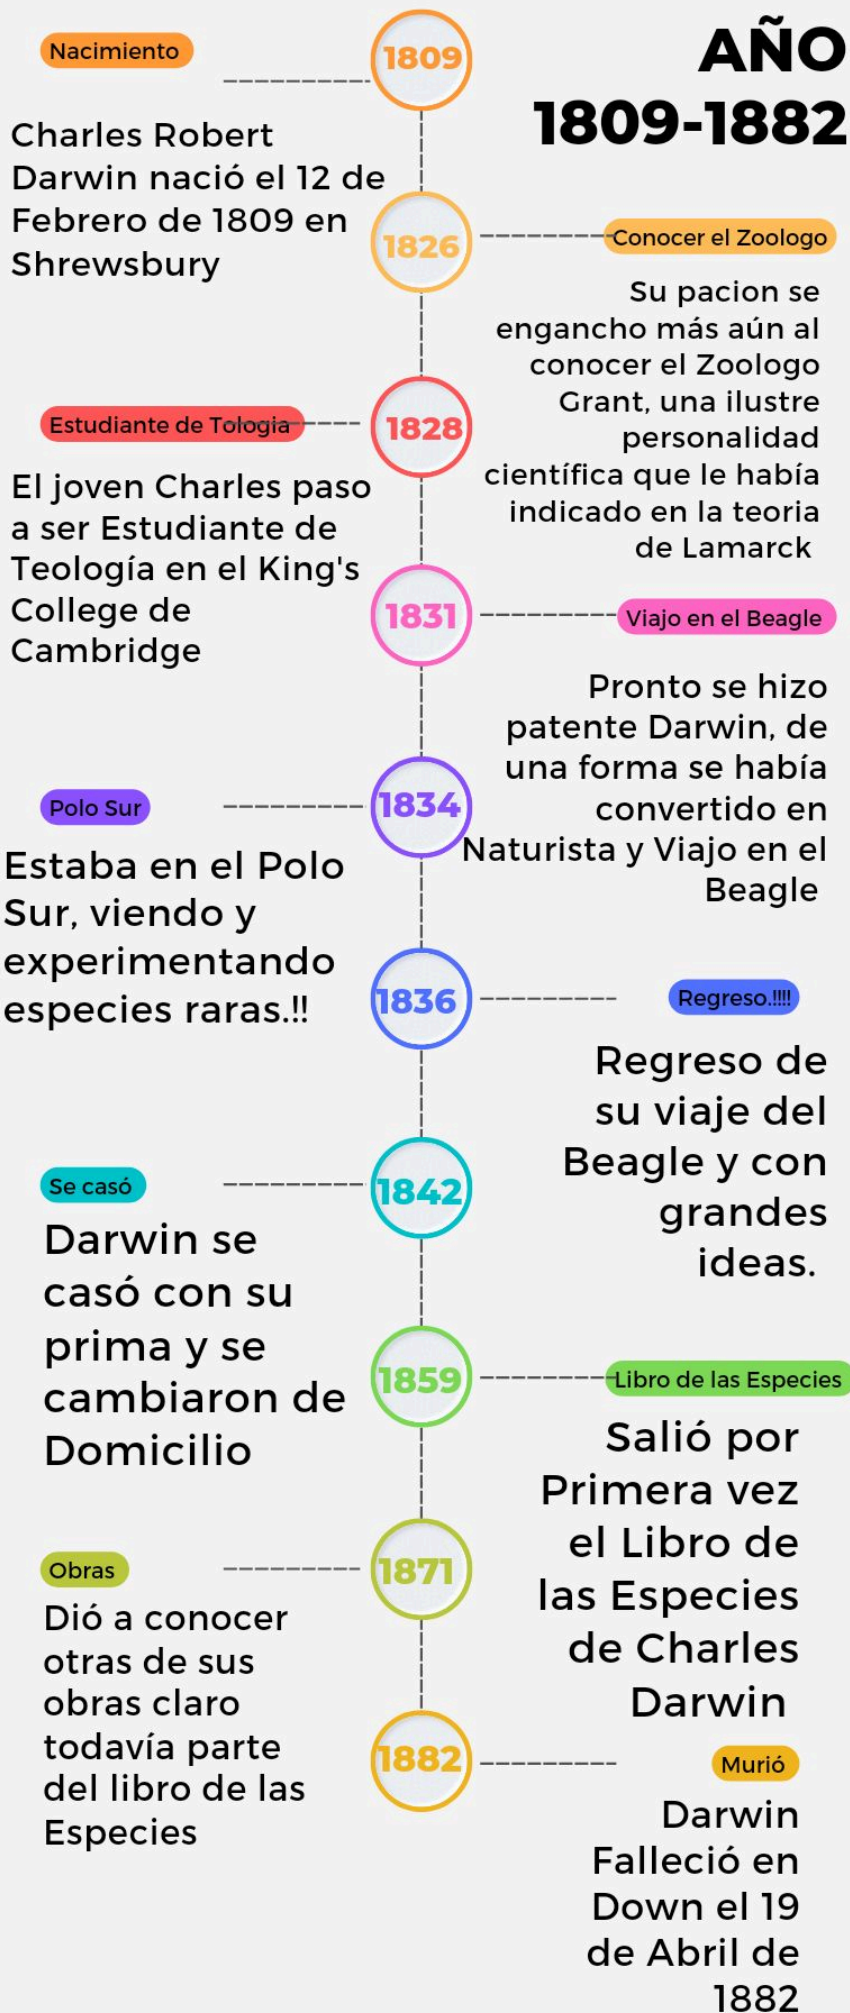 AÑO
1809-1882
Nacimiento
1809
Charles Robert
Darwin nació el 12 de
Febrero de 1809 en
Shrewsbury
1826
Conocer el Zoologo
Su pacion se
engancho más aún al
conocer el Zoologo
Grant, una ilustre
personalidad
científica que le había
indicado en la teoria
de Lamarck
Estudiante de Tologia
1828
El joven Charles paso
a ser Estudiante de
Teología en el King's
College de
Cambridge
1831
Viajo en el Beagle
Pronto se hizo
patente Darwin, de
una forma se había
convertido en
Naturista y Viajo en el
Beagle
Polo Sur
1834
Estaba en el Polo
Sur, viendo y
experimentando
especies raras.!!
1836
Regreso.!!!!
Regreso de
su viaje del
Beagle y con
grandes
ideas.
Se casó
1842
Darwin se
casó con su
prima y se
cambiaron de
Domicilio
1859
Libro de las Especies
Salió por
Primera vez
el Libro de
las Especies
de Charles
Darwin
Obras
1871
Dió a conocer
otras de sus
obras claro
todavía parte
del libro de las
Especies
1882
Murió
Darwin
Falleció en
Down el 19
de Abril de
1882